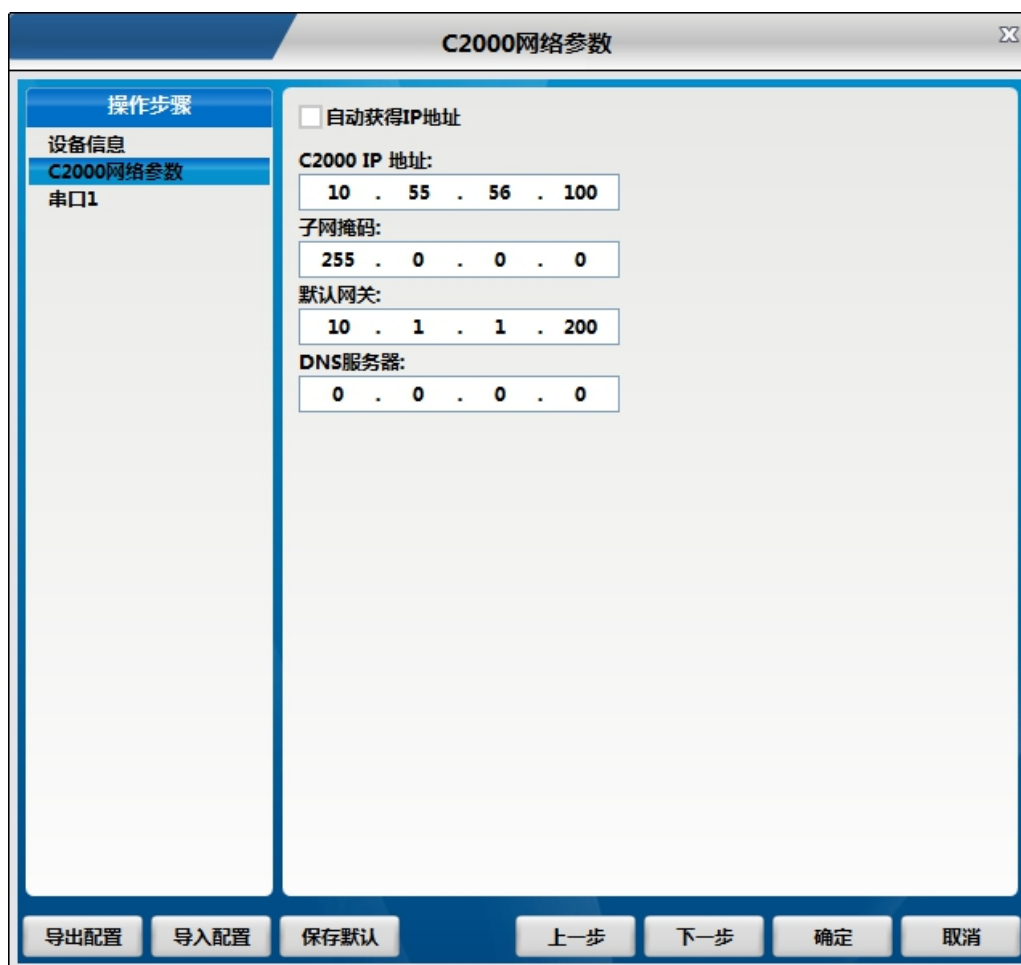 C2000网络参数
操作步骤
设备信息
C2000网络参数
串口1
自动获得IP地址
C2000 IP 地址:
10 . 55 . 56 . 100
子网掩码:
255 . 0 . 0 . 0
默认网关:
10 . 1 . 1 . 200
DNS服务器:
0 . 0 . 0 . 0
导出配置 导入配置 保存默认 上一步 下一步 确定 取消